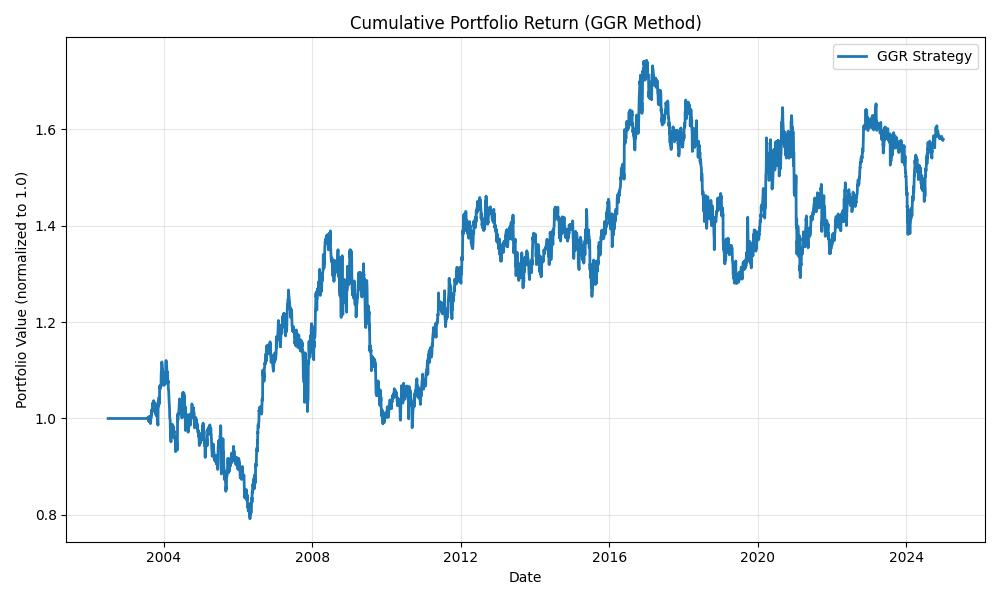 Cumulative Portfolio Return (GGR Method)
GGR Strategy
Portfolio Value (normalized to 1.0)
1.6
1.4
1.2
1.0
0.8
2004
2008
2012
2016
2020
2024
Date